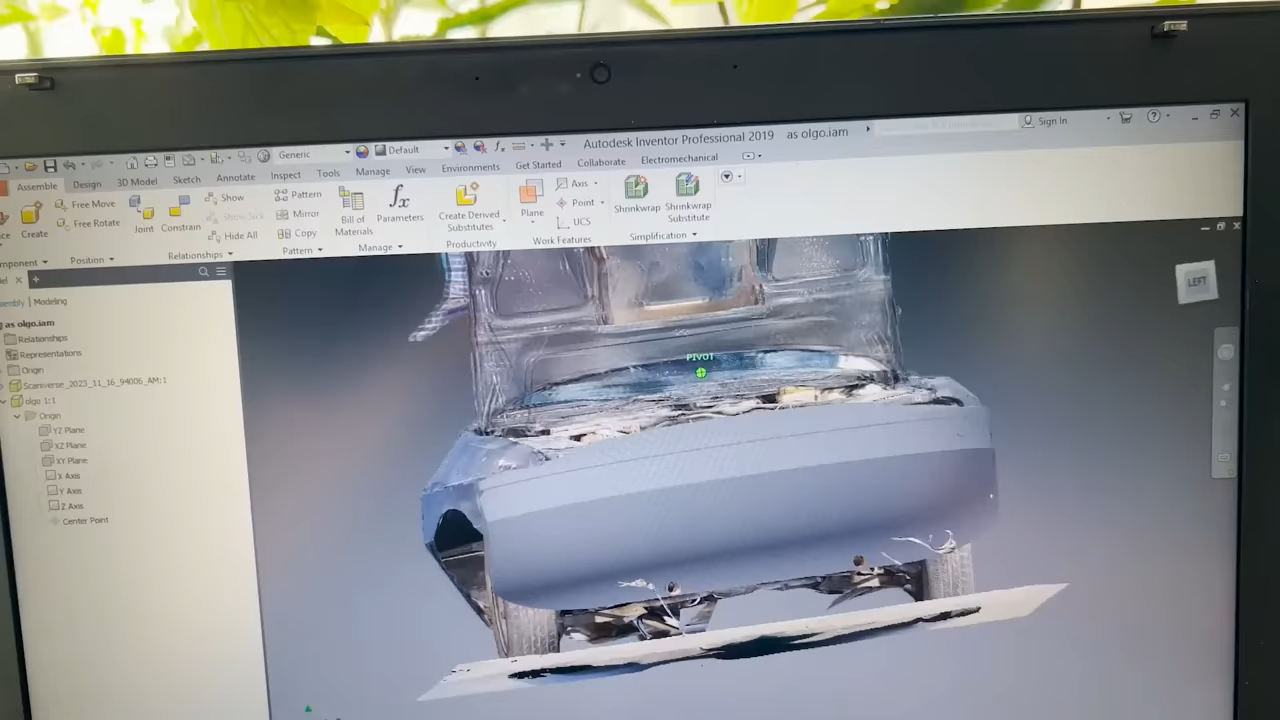 Autodesk Inventor Professional 2019 as olgo.iam
Sign In
Generic
Default
Assemble Design 3D Model Sketch Annotate Inspect Tools Manage View Environments Get Started Collaborate Electromechanical
Create
Free Move
Free Rotate
Position
Joint
Constrain
Show
Hide All
Relationships
Pattern
Mirror
Copy
Pattern
Bill of
Materials
Parameters
Manage
Create Derived
Substitutes
Productivity
Plane
Axis
Point
UCS
Work Features
Shrinkwrap
Shrinkwrap
Substitute
Simplification
Modeling
as olgo.iam
Relationships
Representations
Origin
Scaniverse_2023_11_16_94006_AM:1
olgo 1:1
Origin
YZ Plane
XZ Plane
XY Plane
X Axis
Y Axis
Z Axis
Center Point
PIVOT
LEFT